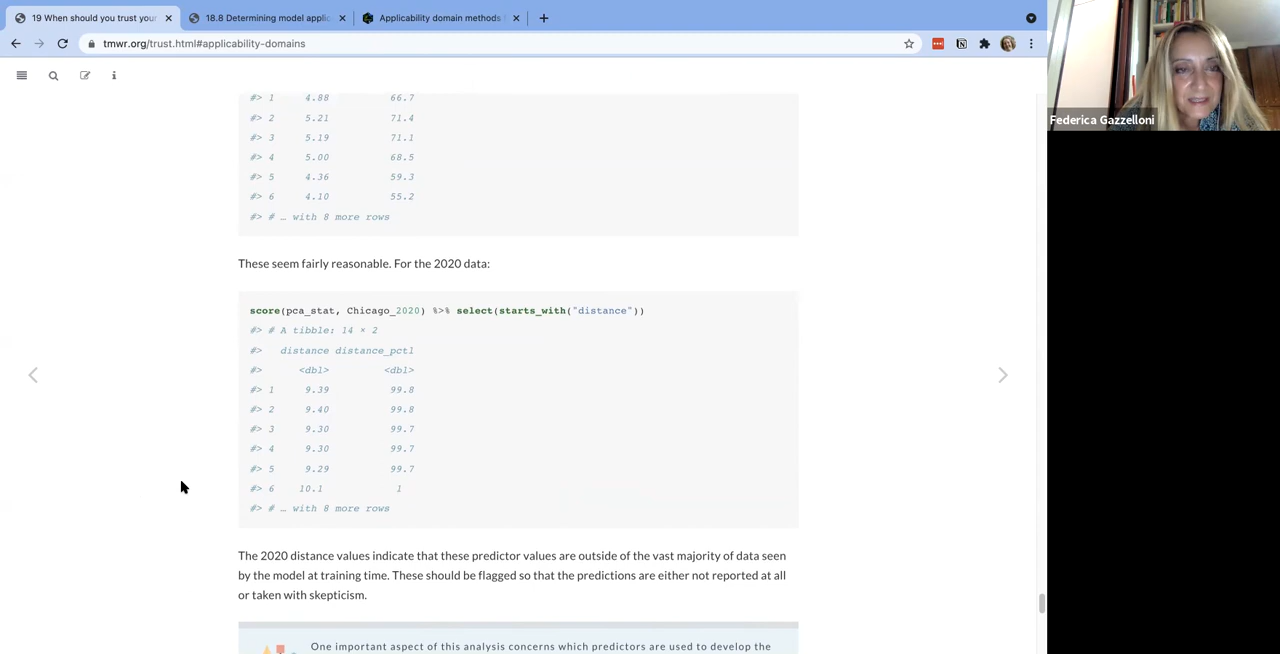 19 When should you trust your
18.8 Determining model applic
Applicability domain methods
tmwr.org/trust.html#applicability-domains
Federica Gazzelloni
#> 1 4.88 66.7
#> 2 5.21 71.4
#> 3 5.19 71.1
#> 4 5.00 68.5
#> 5 4.36 59.3
#> 6 4.10 55.2
#> # … with 8 more rows
These seem fairly reasonable. For the 2020 data:
score(pca_stat, Chicago_2020) %>% select(starts_with("distance"))
#> # A tibble: 14 × 2
#> distance distance_pctl
#> <dbl> <dbl>
#> 1 9.39 99.8
#> 2 9.40 99.8
#> 3 9.30 99.7
#> 4 9.30 99.7
#> 5 9.29 99.7
#> 6 10.1 1
#> # … with 8 more rows
The 2020 distance values indicate that these predictor values are outside of the vast majority of data seen
by the model at training time. These should be flagged so that the predictions are either not reported at all
or taken with skepticism.
One important aspect of this analysis concerns which predictors are used to develop the